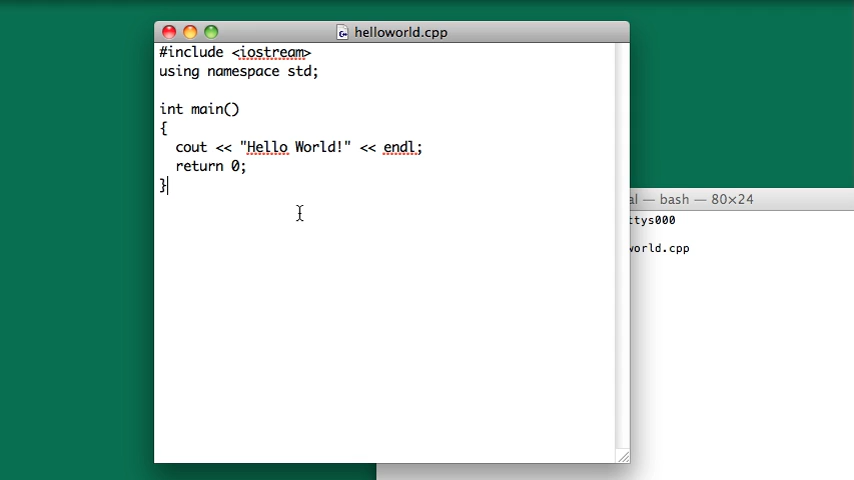 helloworld.cpp
#include <iostream>
using namespace std;
int main()
{
  cout << "Hello World!" << endl;
  return 0;
}
al — bash — 80×24
ttys000
world.cpp